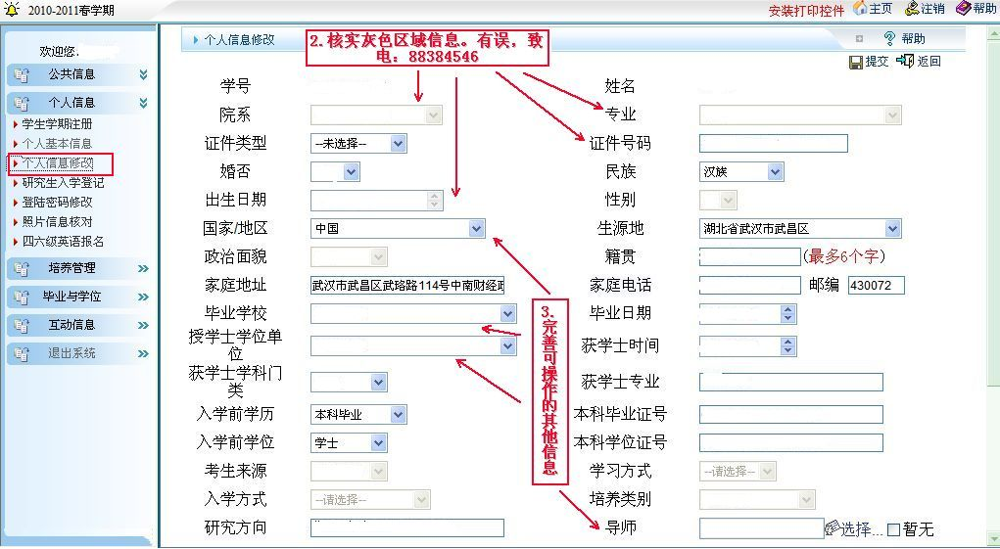 2010-2011春学期
安装打印控件 主页 注销 帮助
欢迎您,
公共信息
个人信息
学生学期注册
个人基本信息
个人信息修改
研究生入学登记
登陆密码修改
照片信息核对
四六级英语报名
培养管理
毕业与学位
互动信息
退出系统
个人信息修改
帮助
2.核实灰色区域信息。有误，致
电：88384546
提交 返回
学号 姓名
院系 专业
证件类型 --未选择-- 证件号码
婚否 民族 汉族
出生日期 性别
国家/地区 中国 生源地 湖北省武汉市武昌区
政治面貌 籍贯 (最多6个字)
家庭地址 武汉市武昌区武珞路114号中南财经政 家庭电话 邮编 430072
毕业学校 毕业日期
授学士学位单
位 获学士时间
获学士学科门
类 获学士专业
入学前学历 本科毕业 本科毕业证号
入学前学位 学士 本科学位证号
考生来源 学习方式 --请选择--
入学方式 --请选择-- 培养类别
研究方向 导师 选择... 暂无
3.完善可操作的其他信息